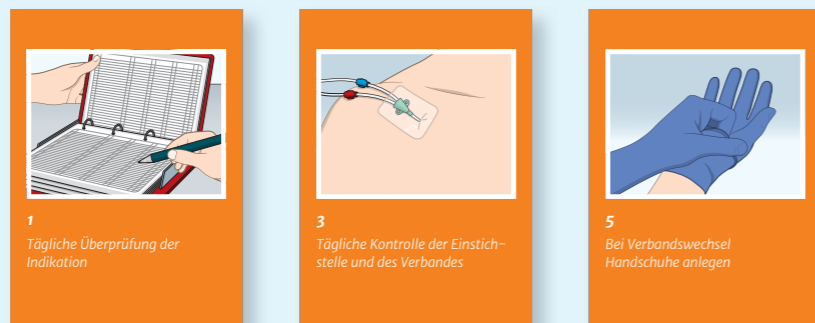 1
Tägliche Überprüfung der
Indikation
3
Tägliche Kontrolle der Einstich-
stelle und des Verbandes
5
Bei Verbandswechsel
Handschuhe anlegen